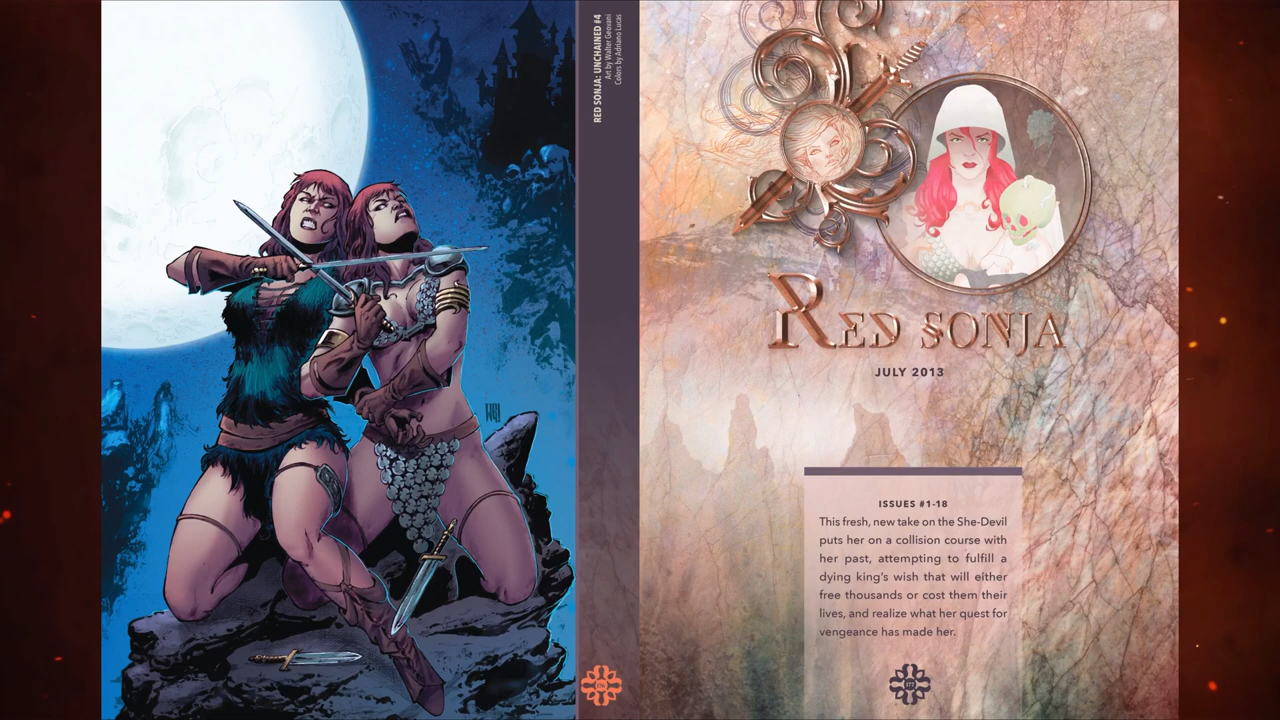 RED SONJA: UNCHAINED #4
Art by Walter Geovani
Colors by Adriano Lucas
RED SONJA
JULY 2013
ISSUES #1-18
This fresh, new take on the She-Devil
puts her on a collision course with
her past, attempting to fulfill a
dying king's wish that will either
free thousands or cost them their
lives, and realize what her quest for
vengeance has made her.
177